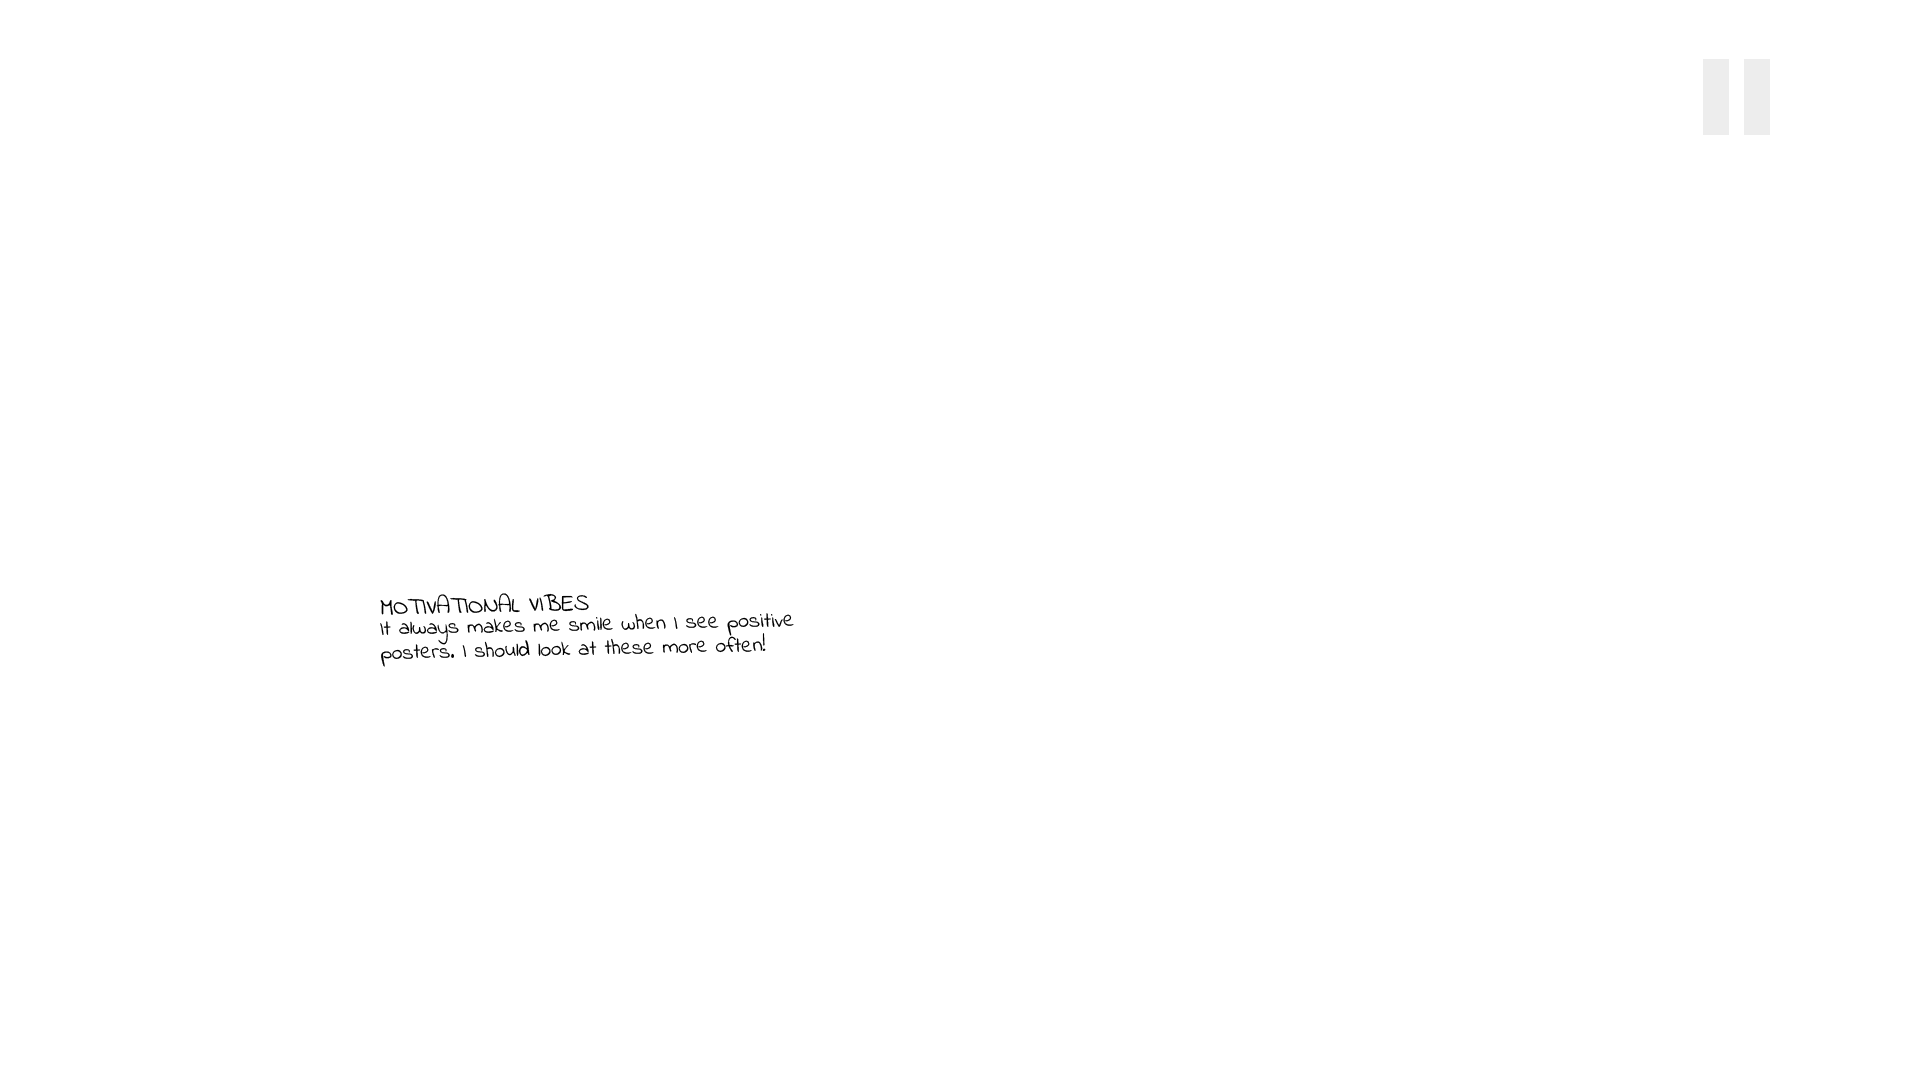 MOTIVATIONAL VIBES
It always makes me smile when I see positive
posters. I should look at these more often!